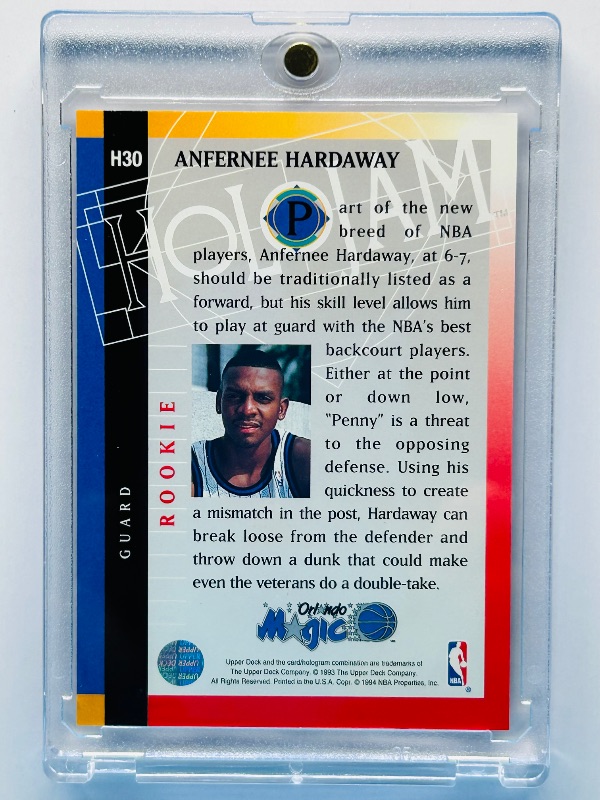 H30 ANFERNEE HARDAWAY
HOLOJAM™
Part of the new
breed of NBA
players, Anfernee Hardaway, at 6-7,
should be traditionally listed as a
forward, but his skill level allows him
to play at guard with the NBA's best
backcourt players.
Either at the point
or down low,
"Penny" is a threat
to the opposing
defense. Using his
quickness to create
a mismatch in the post, Hardaway can
break loose from the defender and
throw down a dunk that could make
even the veterans do a double-take.
ROOKIE
GUARD
Orlando
Magic
UPPER DECK
Upper Deck and the card/hologram combination are trademarks of
The Upper Deck Company. © 1993 The Upper Deck Company.
All Rights Reserved. Printed in the U.S.A. Copr. © 1994 NBA Properties, Inc.
NBA
®